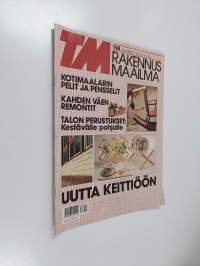 TM
RAKENNUS
MAAILMA
KOTIMAALARIN
PELIT JA PENSSELIT
KAHDEN VÄEN
REMONTIT
TALON PERUSTUKSET:
Kestävälle pohjalle
UUTTA KEITTIÖÖN